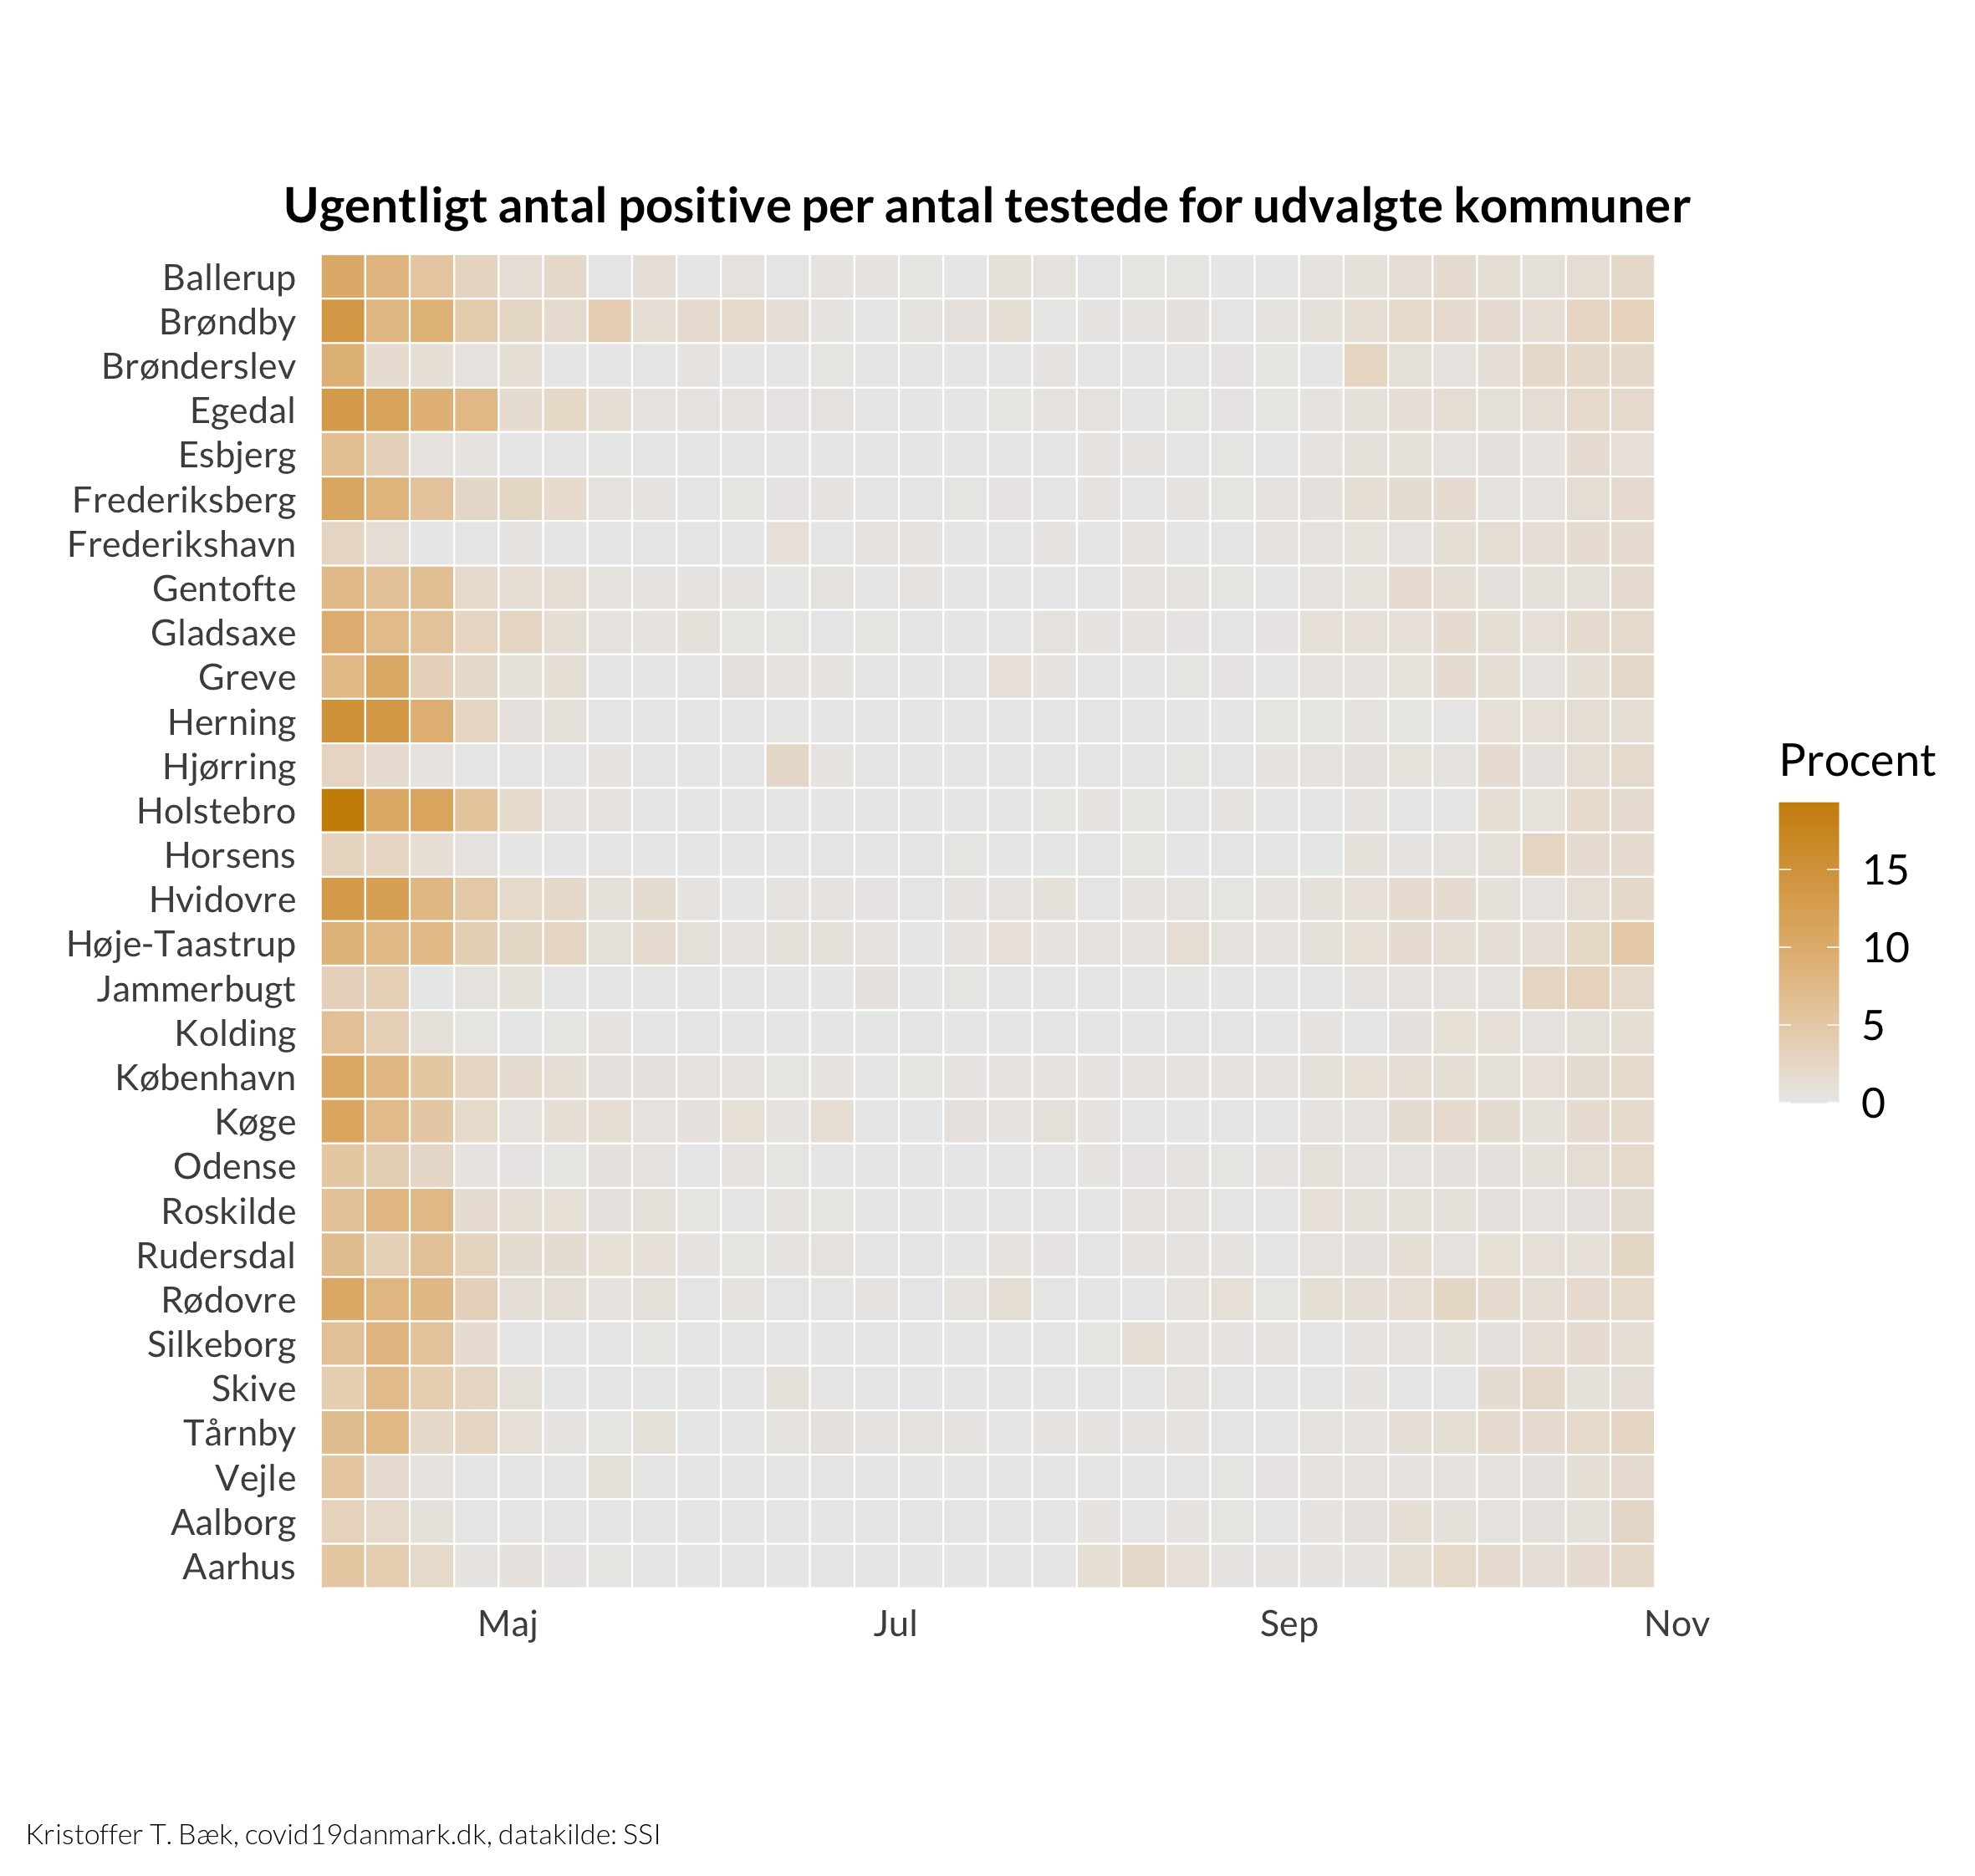 Ugentligt antal positive per antal testede for udvalgte kommuner
Ballerup
Brøndby
Brønderslev
Egedal
Esbjerg
Frederiksberg
Frederikshavn
Gentofte
Gladsaxe
Greve
Herning
Hjørring
Holstebro
Horsens
Hvidovre
Høje-Taastrup
Jammerbugt
Kolding
København
Køge
Odense
Roskilde
Rudersdal
Rødovre
Silkeborg
Skive
Tårnby
Vejle
Aalborg
Aarhus
Maj Jul Sep Nov
Procent
15
10
5
0
Kristoffer T. Bæk, covid19danmark.dk, datakilde: SSI